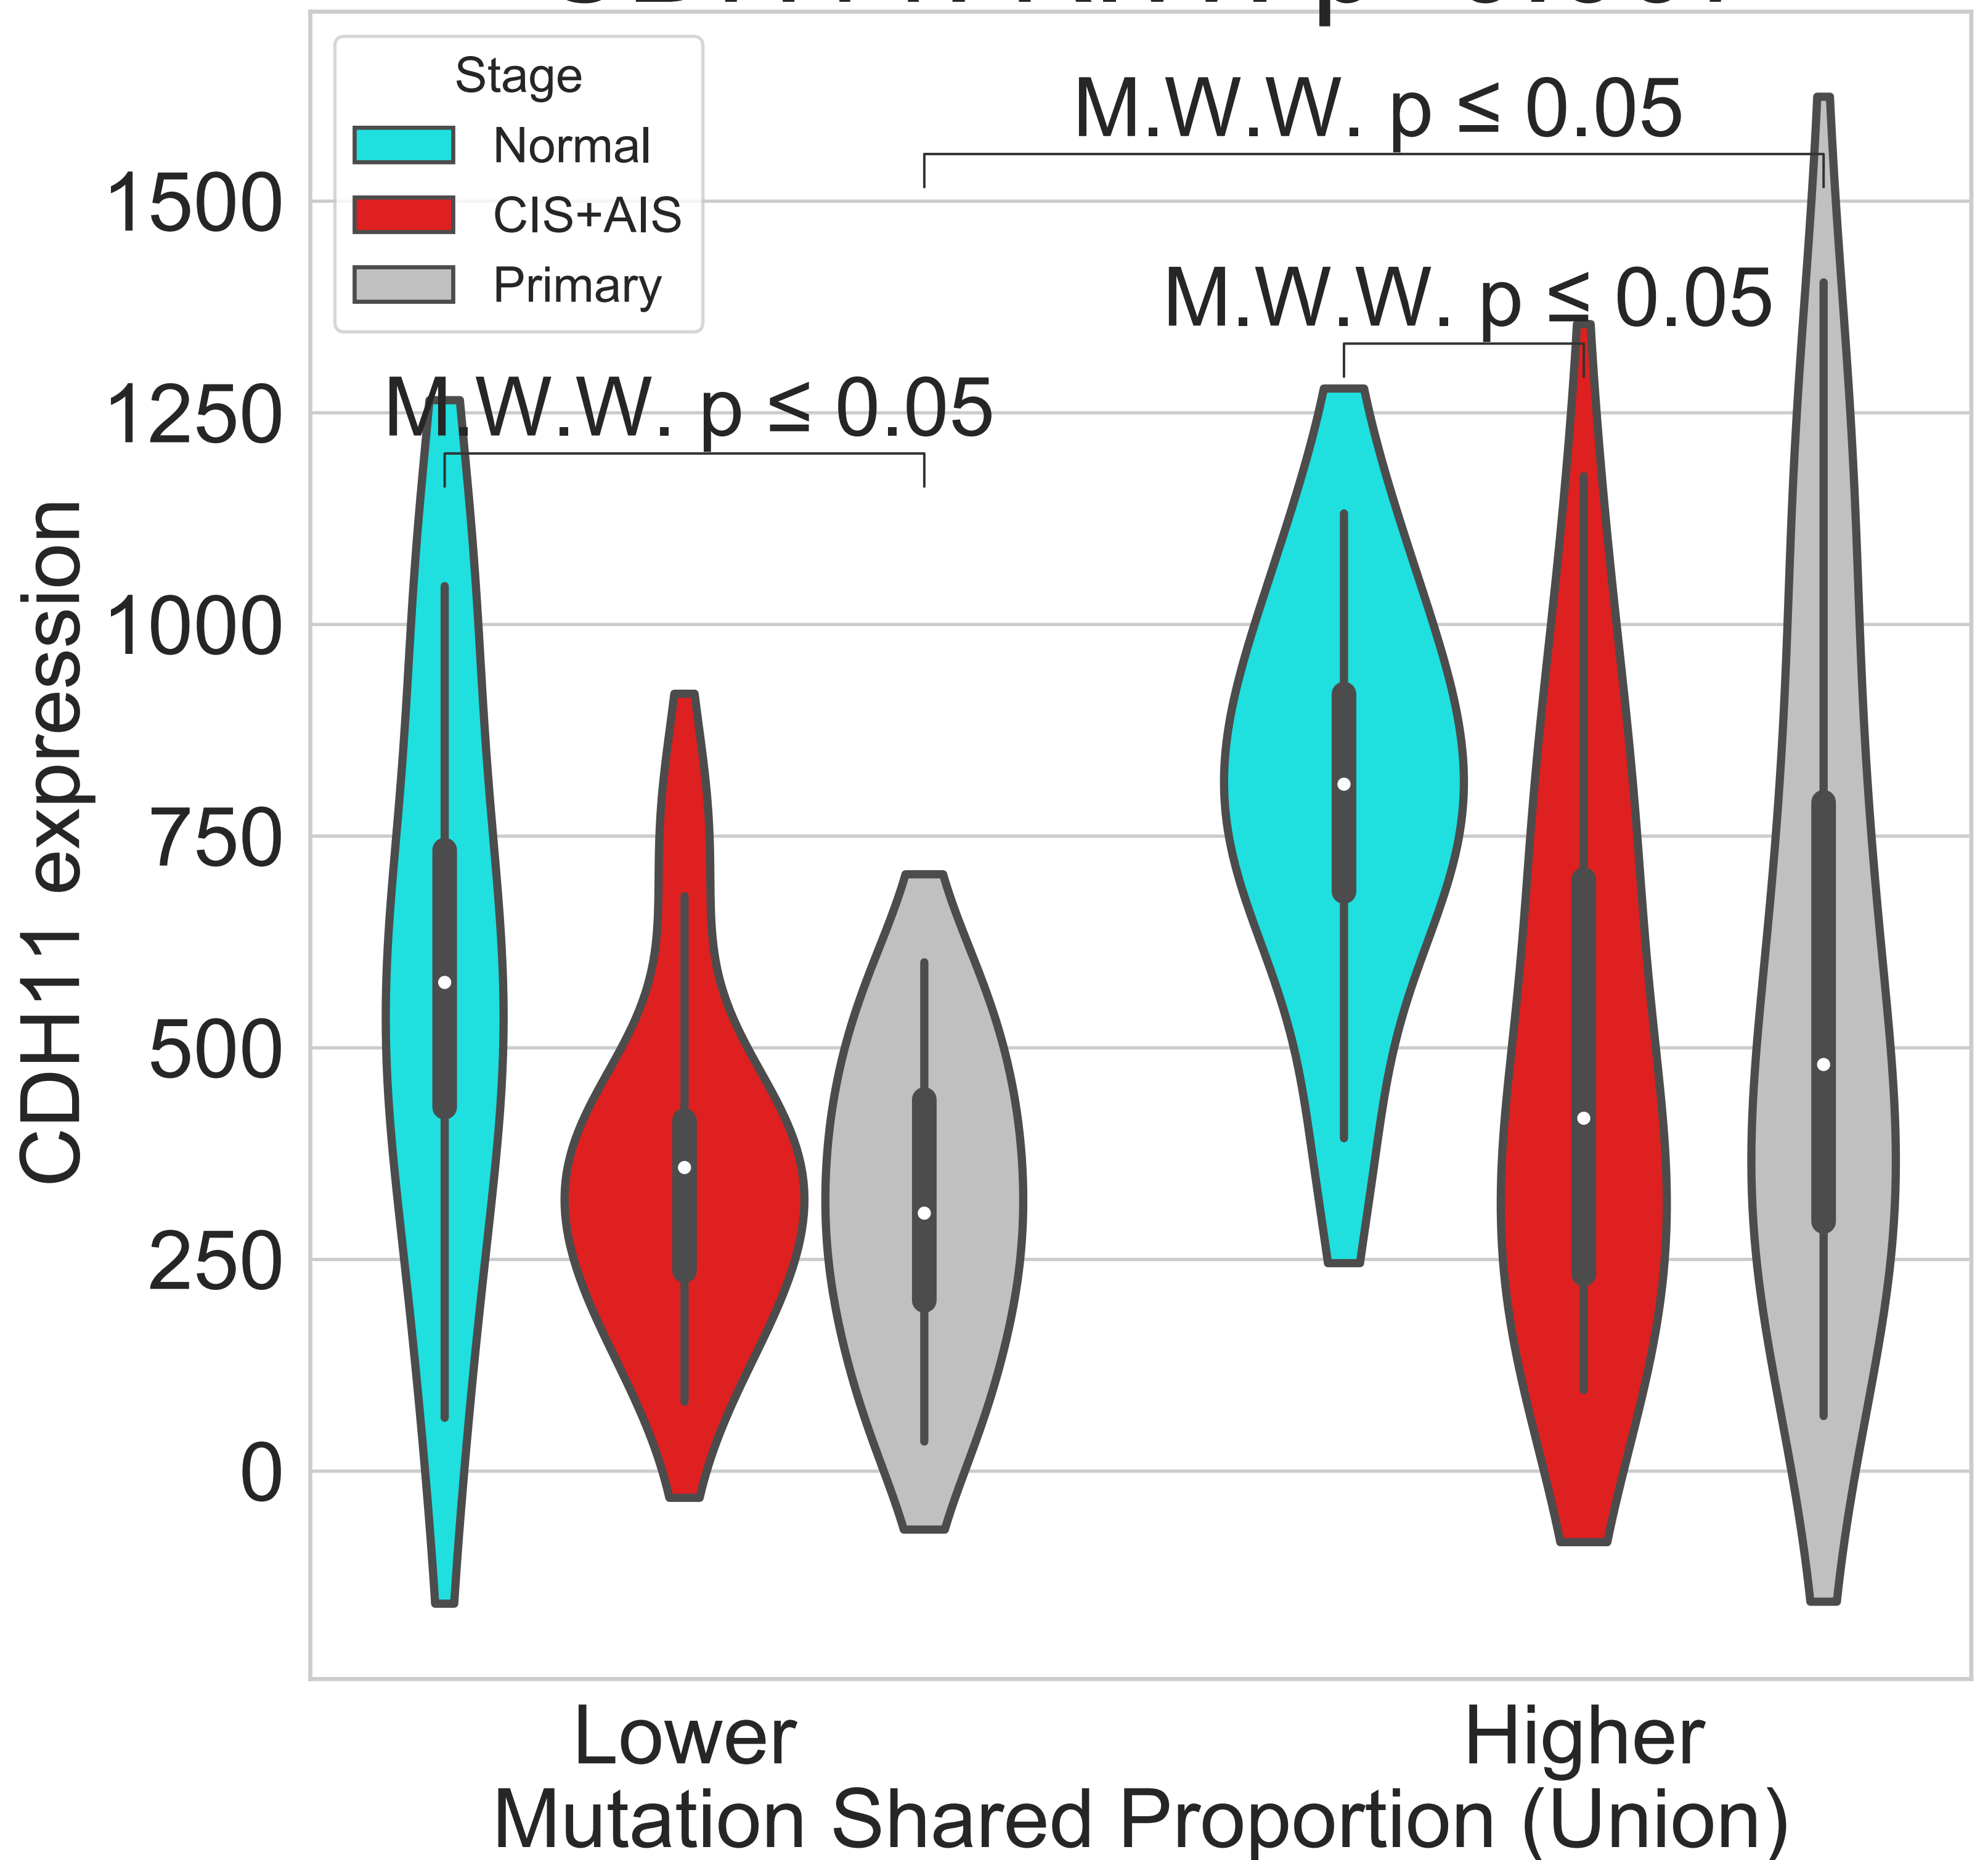 Stage
Normal
CIS+AIS
Primary
M.W.W. p ≤ 0.05
M.W.W. p ≤ 0.05
M.W.W. p ≤ 0.05
1500
1250
1000
750
500
250
0
CDH11 expression
Lower
Higher
Mutation Shared Proportion (Union)